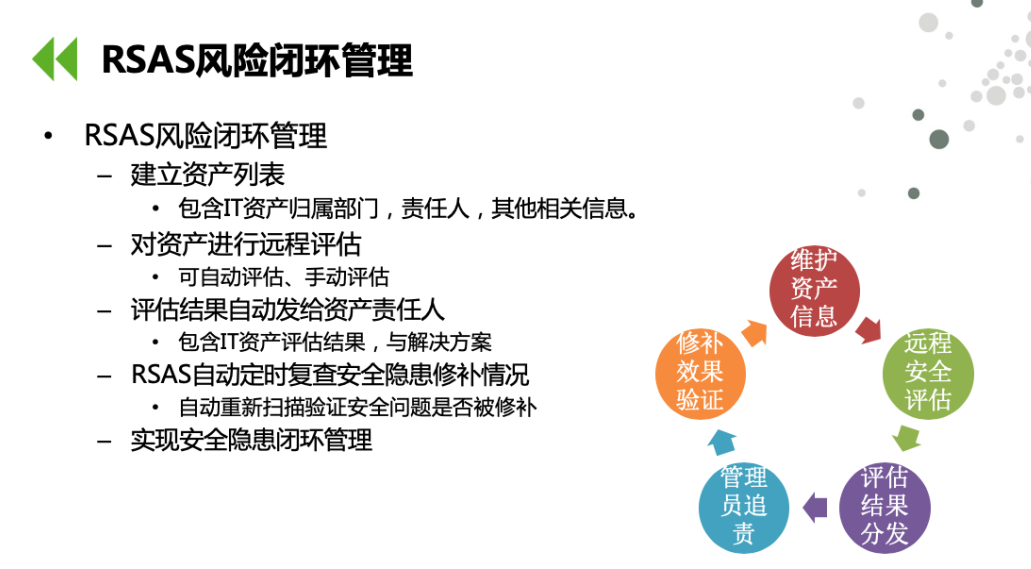 RSAS风险闭环管理
• RSAS风险闭环管理
– 建立资产列表
• 包含IT资产归属部门，责任人，其他相关信息。
– 对资产进行远程评估
• 可自动评估、手动评估
– 评估结果自动发给资产责任人
• 包含IT资产评估结果，与解决方案
– RSAS自动定时复查安全隐患修补情况
• 自动重新扫描验证安全问题是否被修补
– 实现安全隐患闭环管理
维护
资产
信息
远程
安全
评估
评估
结果
分发
管理
员追
责
修补
效果
验证